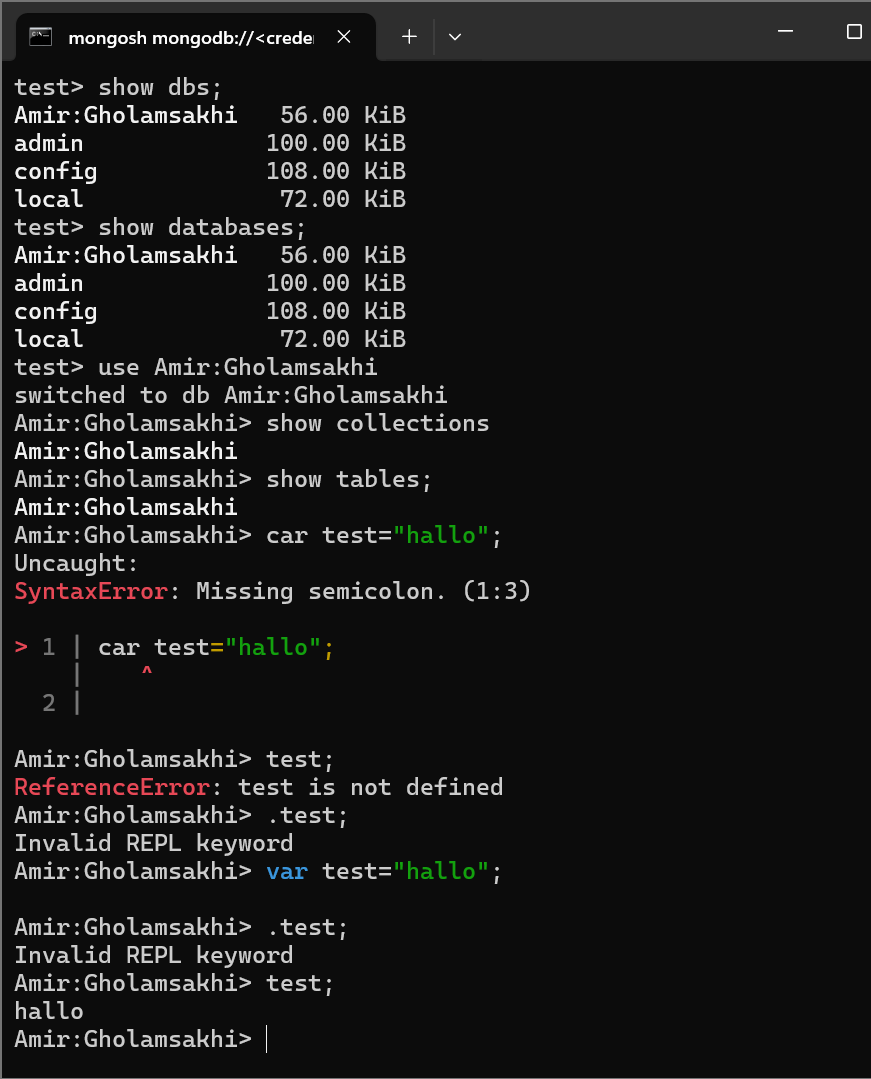 mongosh mongodb://<crede
test> show dbs;
Amir:Gholamsakhi   56.00 KiB
admin             100.00 KiB
config            108.00 KiB
local              72.00 KiB
test> show databases;
Amir:Gholamsakhi   56.00 KiB
admin             100.00 KiB
config            108.00 KiB
local              72.00 KiB
test> use Amir:Gholamsakhi
switched to db Amir:Gholamsakhi
Amir:Gholamsakhi> show collections
Amir:Gholamsakhi
Amir:Gholamsakhi> show tables;
Amir:Gholamsakhi
Amir:Gholamsakhi> car test="hallo";
Uncaught:
SyntaxError: Missing semicolon. (1:3)
> 1 | car test="hallo";
    |    ^
  2 |
Amir:Gholamsakhi> test;
ReferenceError: test is not defined
Amir:Gholamsakhi> .test;
Invalid REPL keyword
Amir:Gholamsakhi> var test="hallo";
Amir:Gholamsakhi> .test;
Invalid REPL keyword
Amir:Gholamsakhi> test;
hallo
Amir:Gholamsakhi>